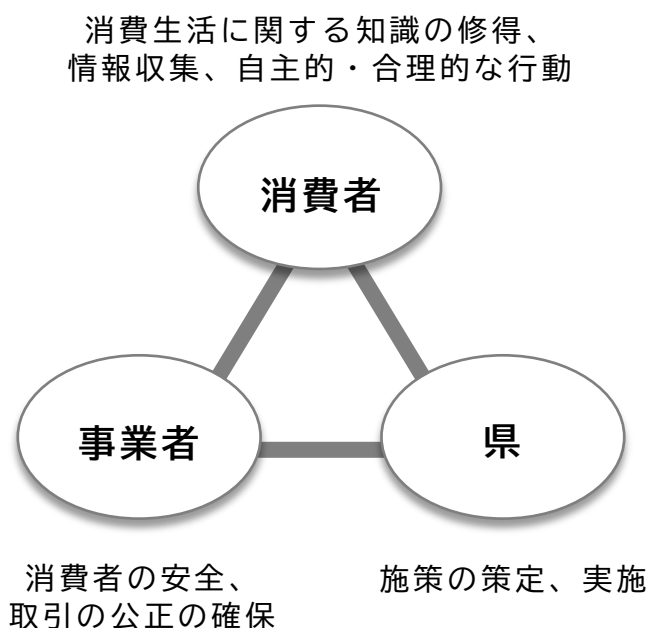 消費生活に関する知識の修得、
情報収集、自主的・合理的な行動
消費者
事業者
県
消費者の安全、
取引の公正の確保
施策の策定、実施